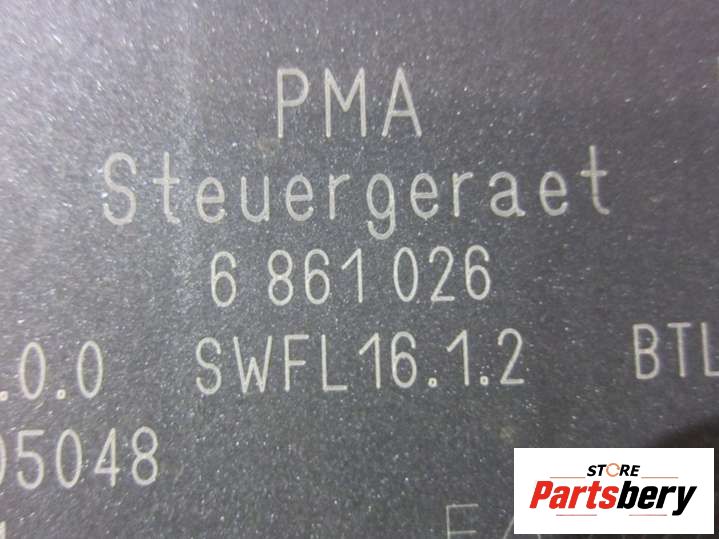 PMA
Steuergeraet
6 861 026
.0.0 SWFL16.1.2 BTL
05048
STORE
Partsbery